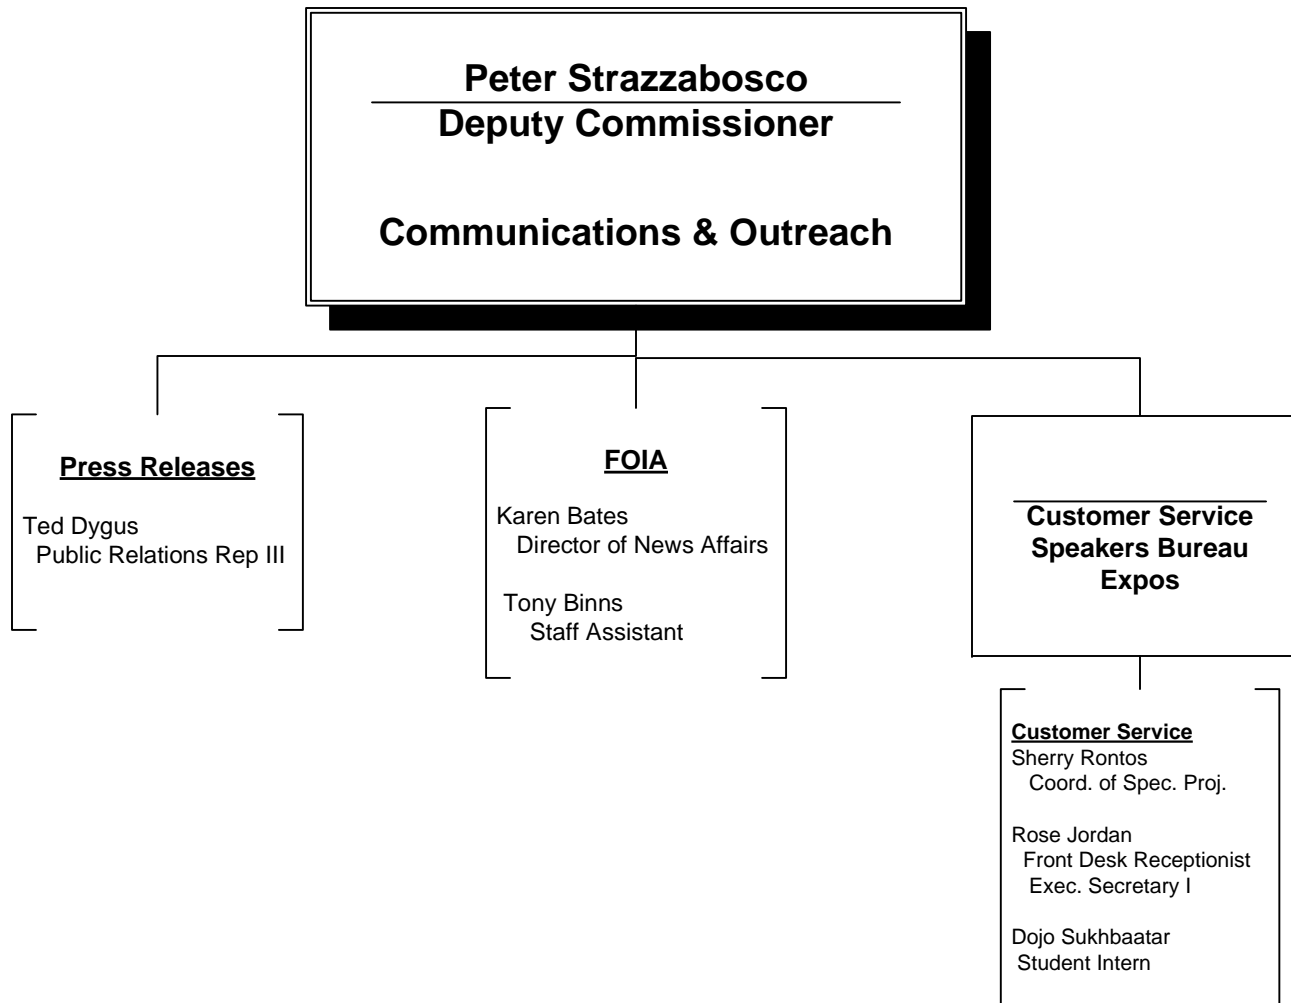 Peter Strazzabosco
Deputy Commissioner
Communications & Outreach
Press Releases
Ted Dygus
Public Relations Rep III
FOIA
Karen Bates
Director of News Affairs
Tony Binns
Staff Assistant
Customer Service
Speakers Bureau
Expos
Customer Service
Sherry Rontos
Coord. of Spec. Proj.
Rose Jordan
Front Desk Receptionist
Exec. Secretary I
Dojo Sukhbaatar
Student Intern